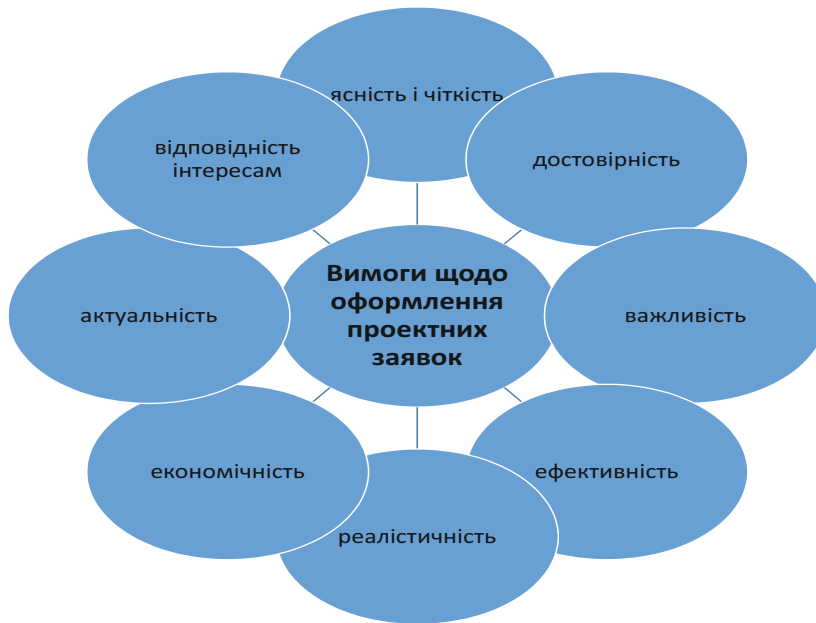 ясність і чіткість
відповідність
інтересам
достовірність
Вимоги щодо
оформлення
проектних
заявок
актуальність
важливість
економічність
ефективність
реалістичність